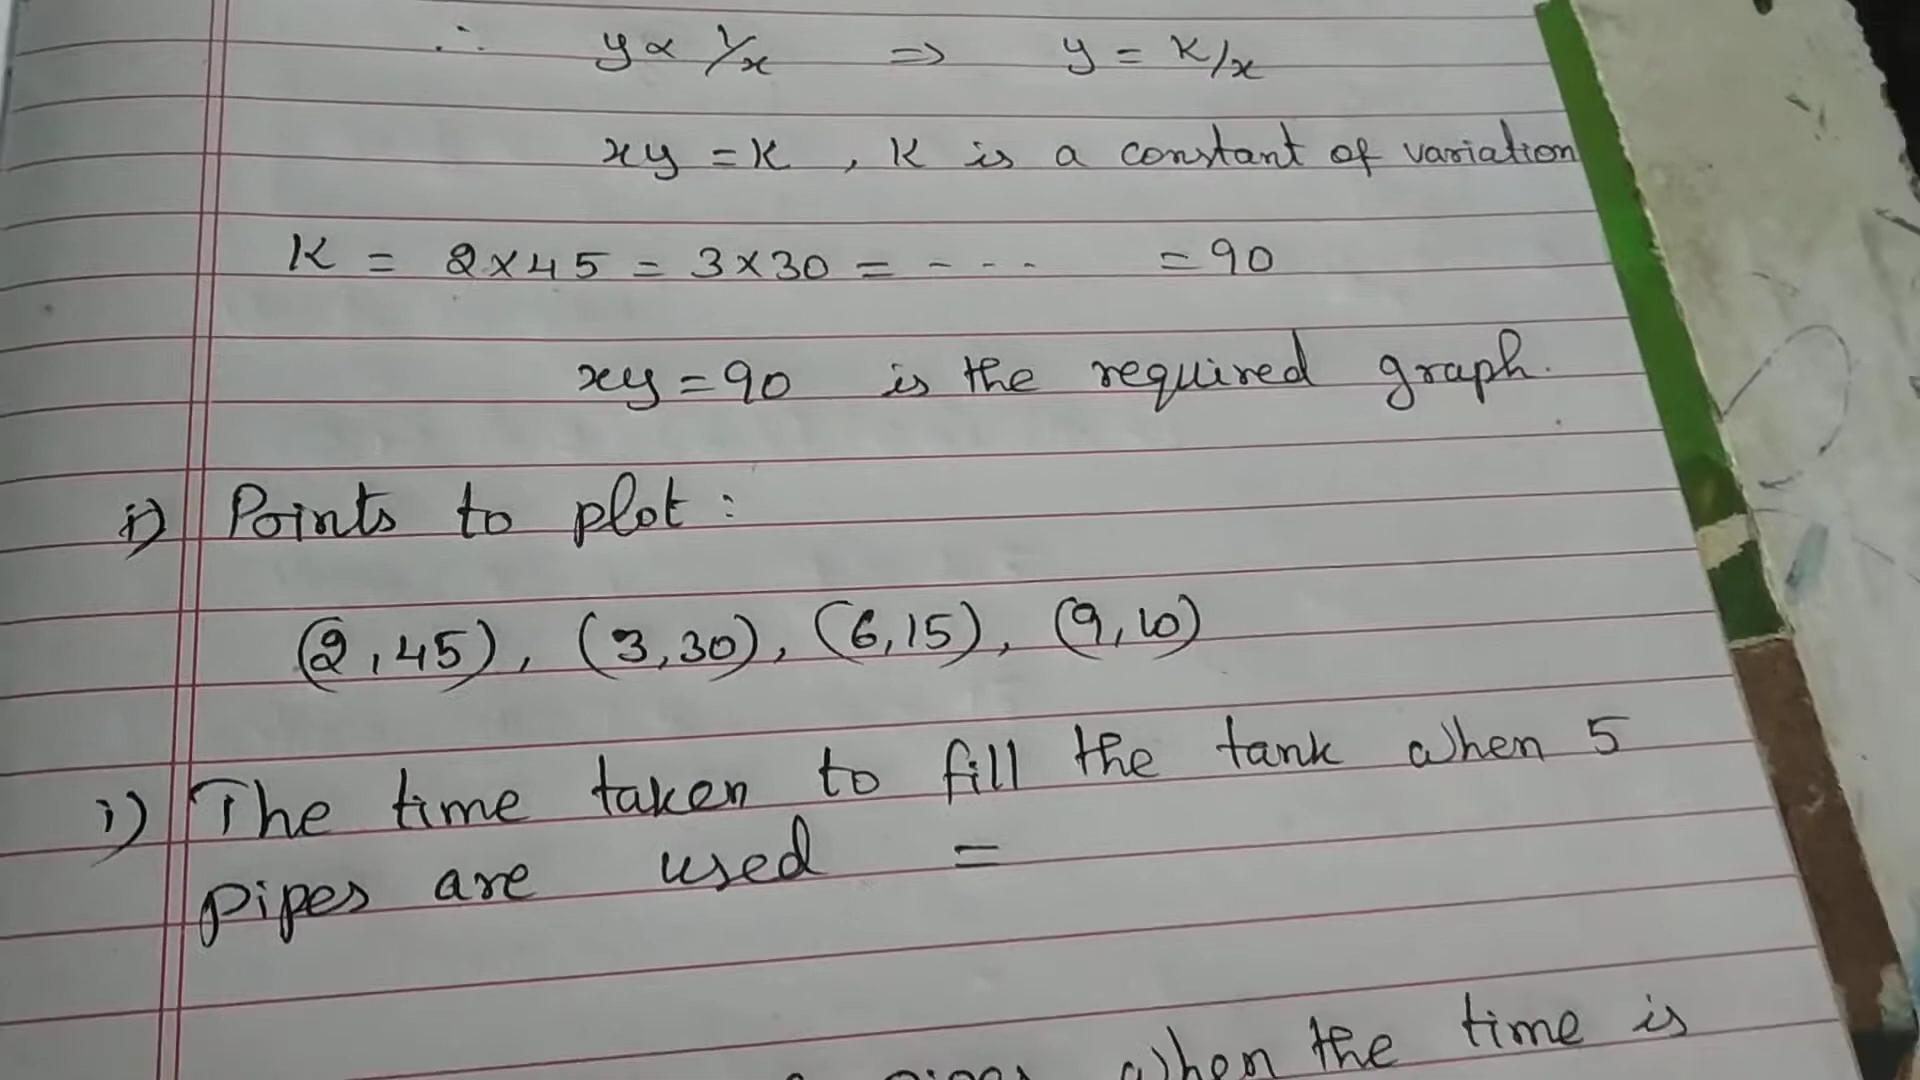 ∴ y ∝ 1/x ⇒ y = K/x
xy = K , K is a constant of variation
K = 2 x 45 = 3 x 30 = - - - - = 90
xy = 90 is the required graph.
i) Points to plot :
(2,45), (3,30), (6,15), (9,10)
i) The time taken to fill the tank when 5
pipes are used =
when the time is